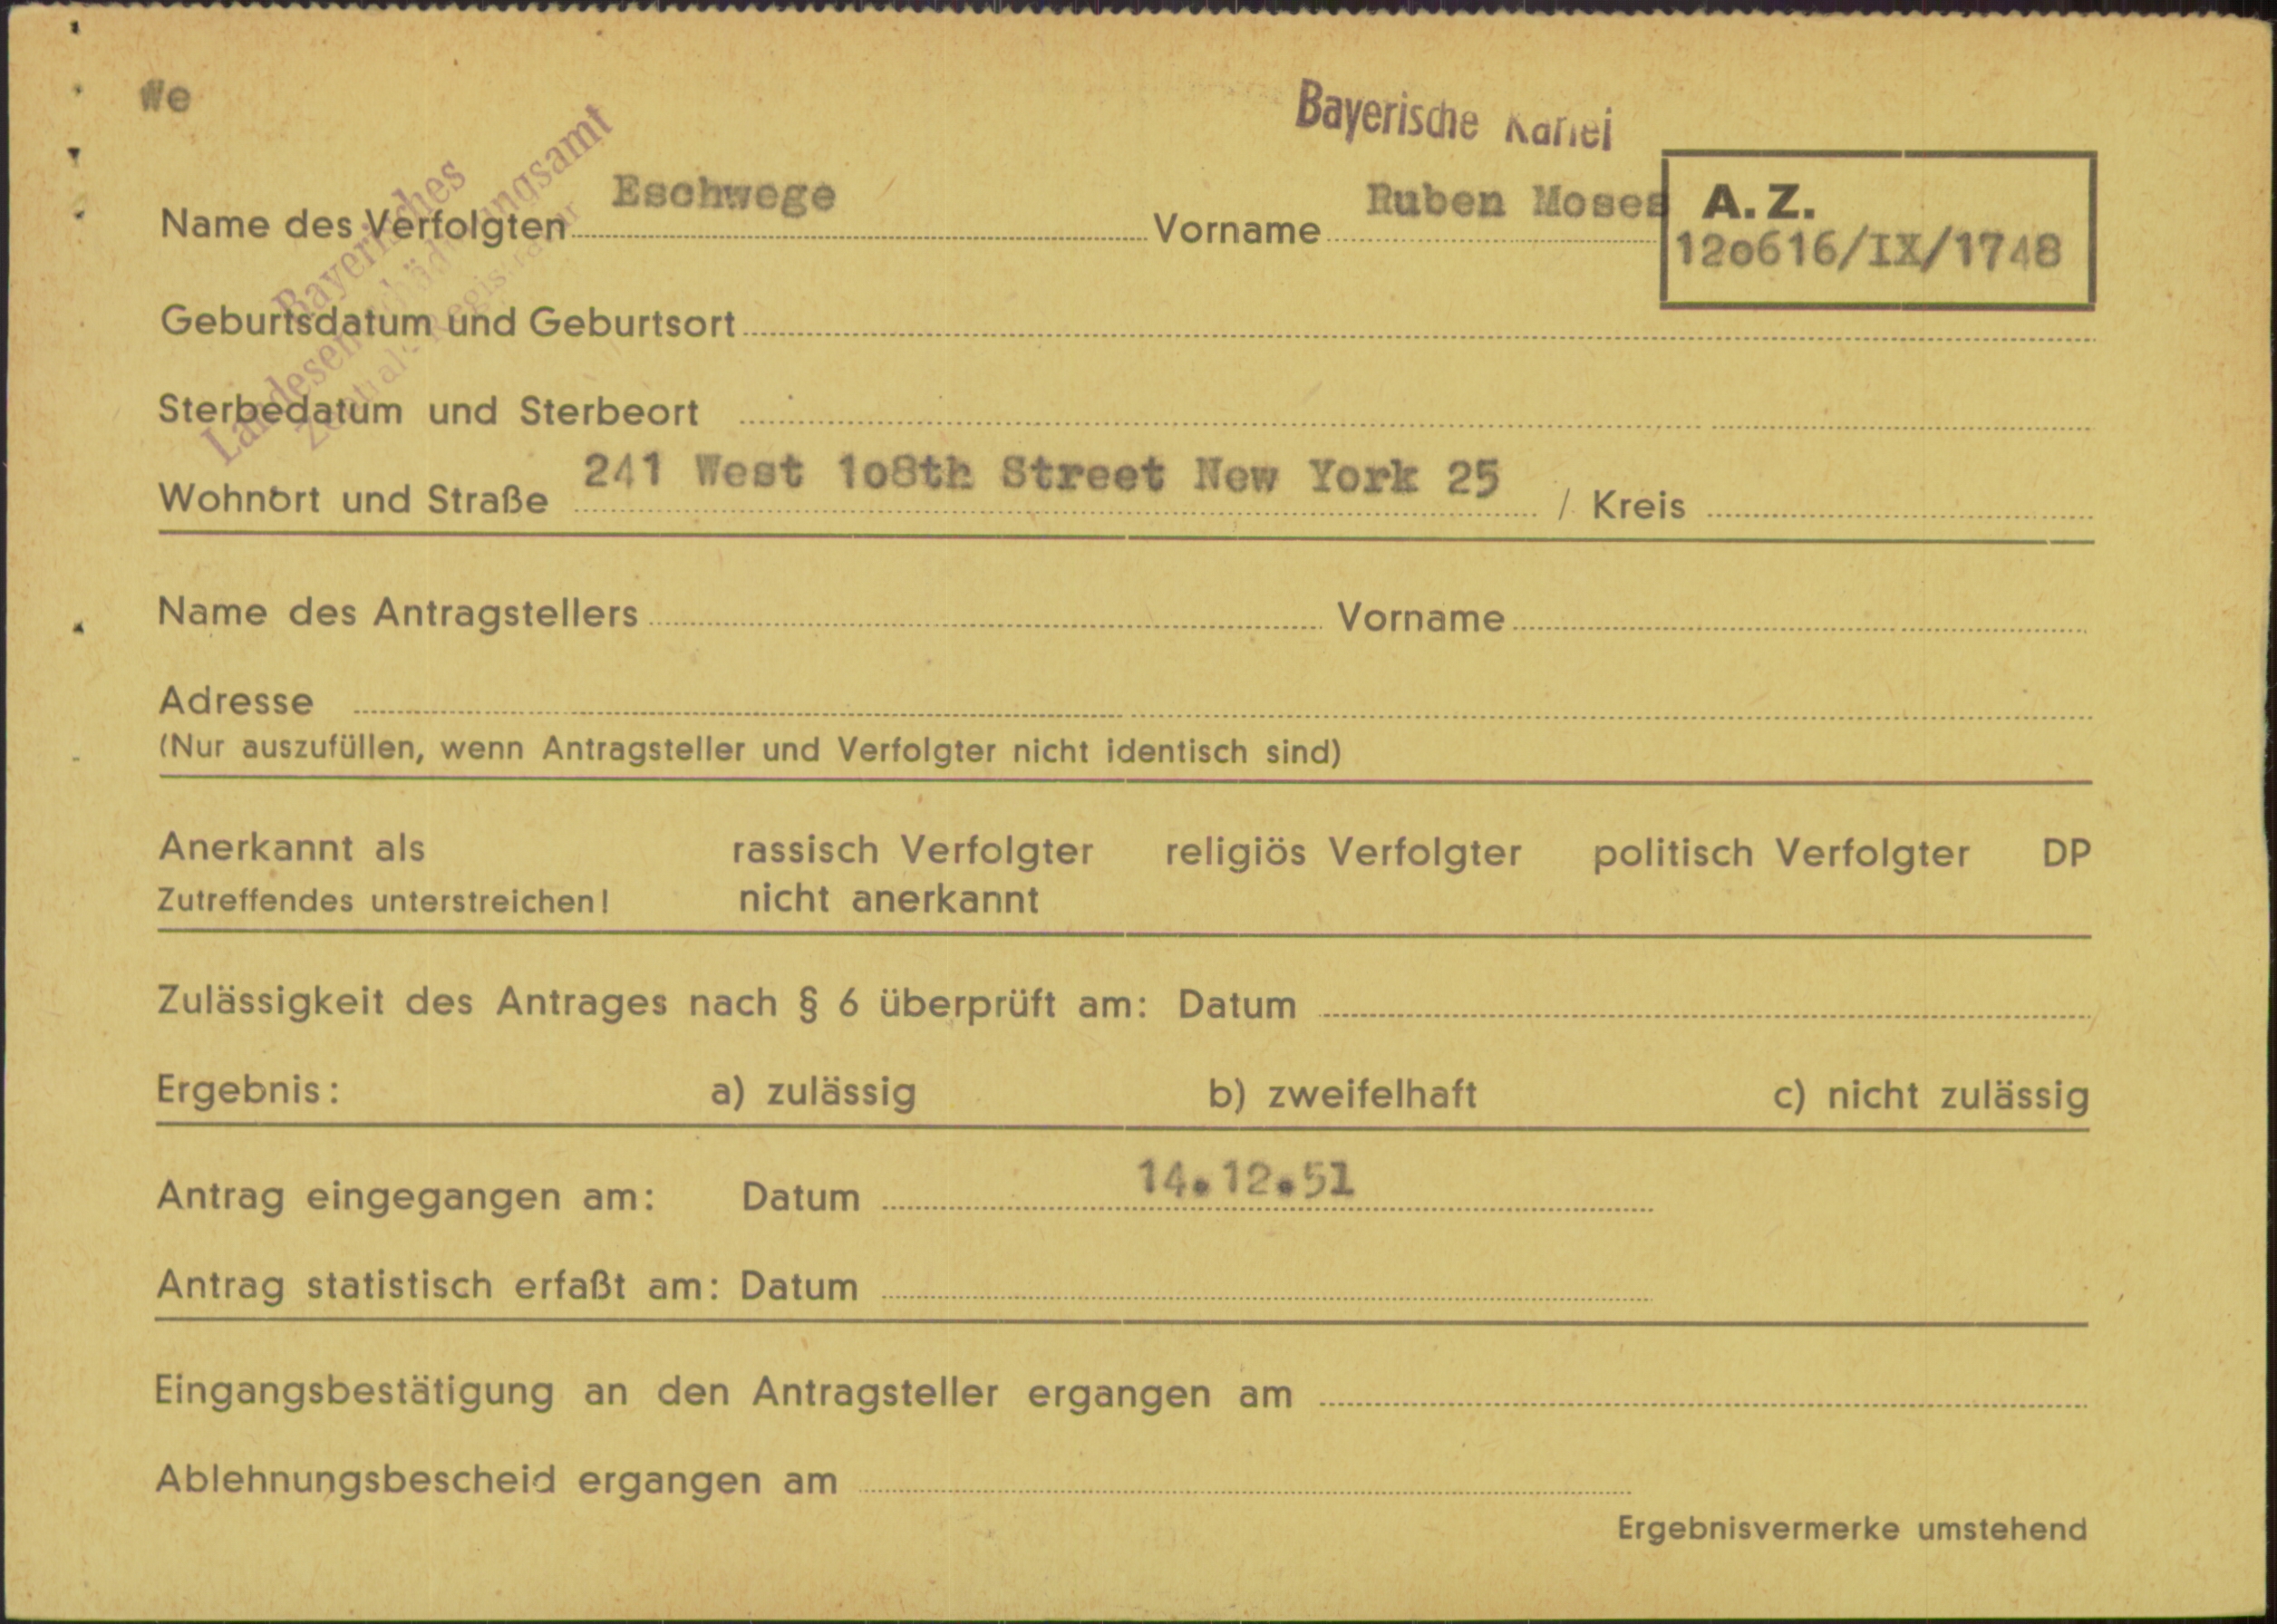 We
Bayerische Kartei
Bayerisches
Landesentschädigungsamt
Zentral-Registratur
Name des Verfolgten Eschwege Vorname Ruben Moses
A.Z.
12o616/IX/1748
Geburtsdatum und Geburtsort
Sterbedatum und Sterbeort
Wohnort und Straße 241 West 1o8th Street New York 25 / Kreis
Name des Antragstellers Vorname
Adresse
(Nur auszufüllen, wenn Antragsteller und Verfolgter nicht identisch sind)
Anerkannt als rassisch Verfolgter religiös Verfolgter politisch Verfolgter DP
Zutreffendes unterstreichen! nicht anerkannt
Zulässigkeit des Antrages nach § 6 überprüft am: Datum
Ergebnis: a) zulässig b) zweifelhaft c) nicht zulässig
Antrag eingegangen am: Datum 14.12.51
Antrag statistisch erfaßt am: Datum
Eingangsbestätigung an den Antragsteller ergangen am
Ablehnungsbescheid ergangen am
Ergebnisvermerke umstehend